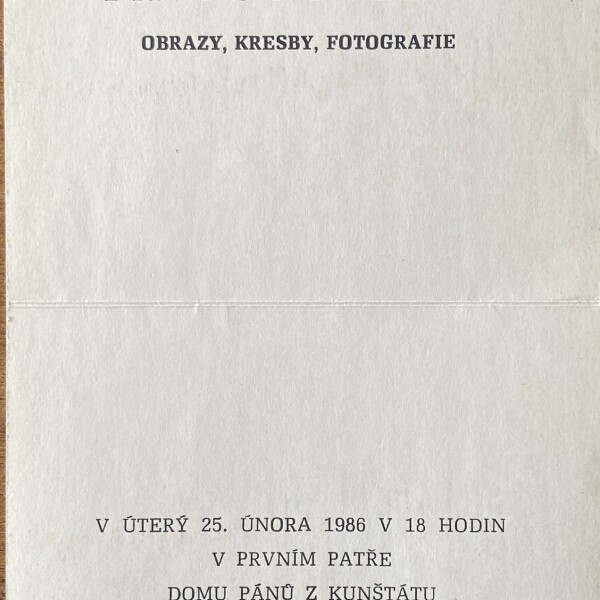 OBRAZY, KRESBY, FOTOGRAFIE
V ÚTERÝ 25. ÚNORA 1986 V 18 HODIN
V PRVNÍM PATŘE
DOMU PÁNŮ Z KUNŠTÁTU